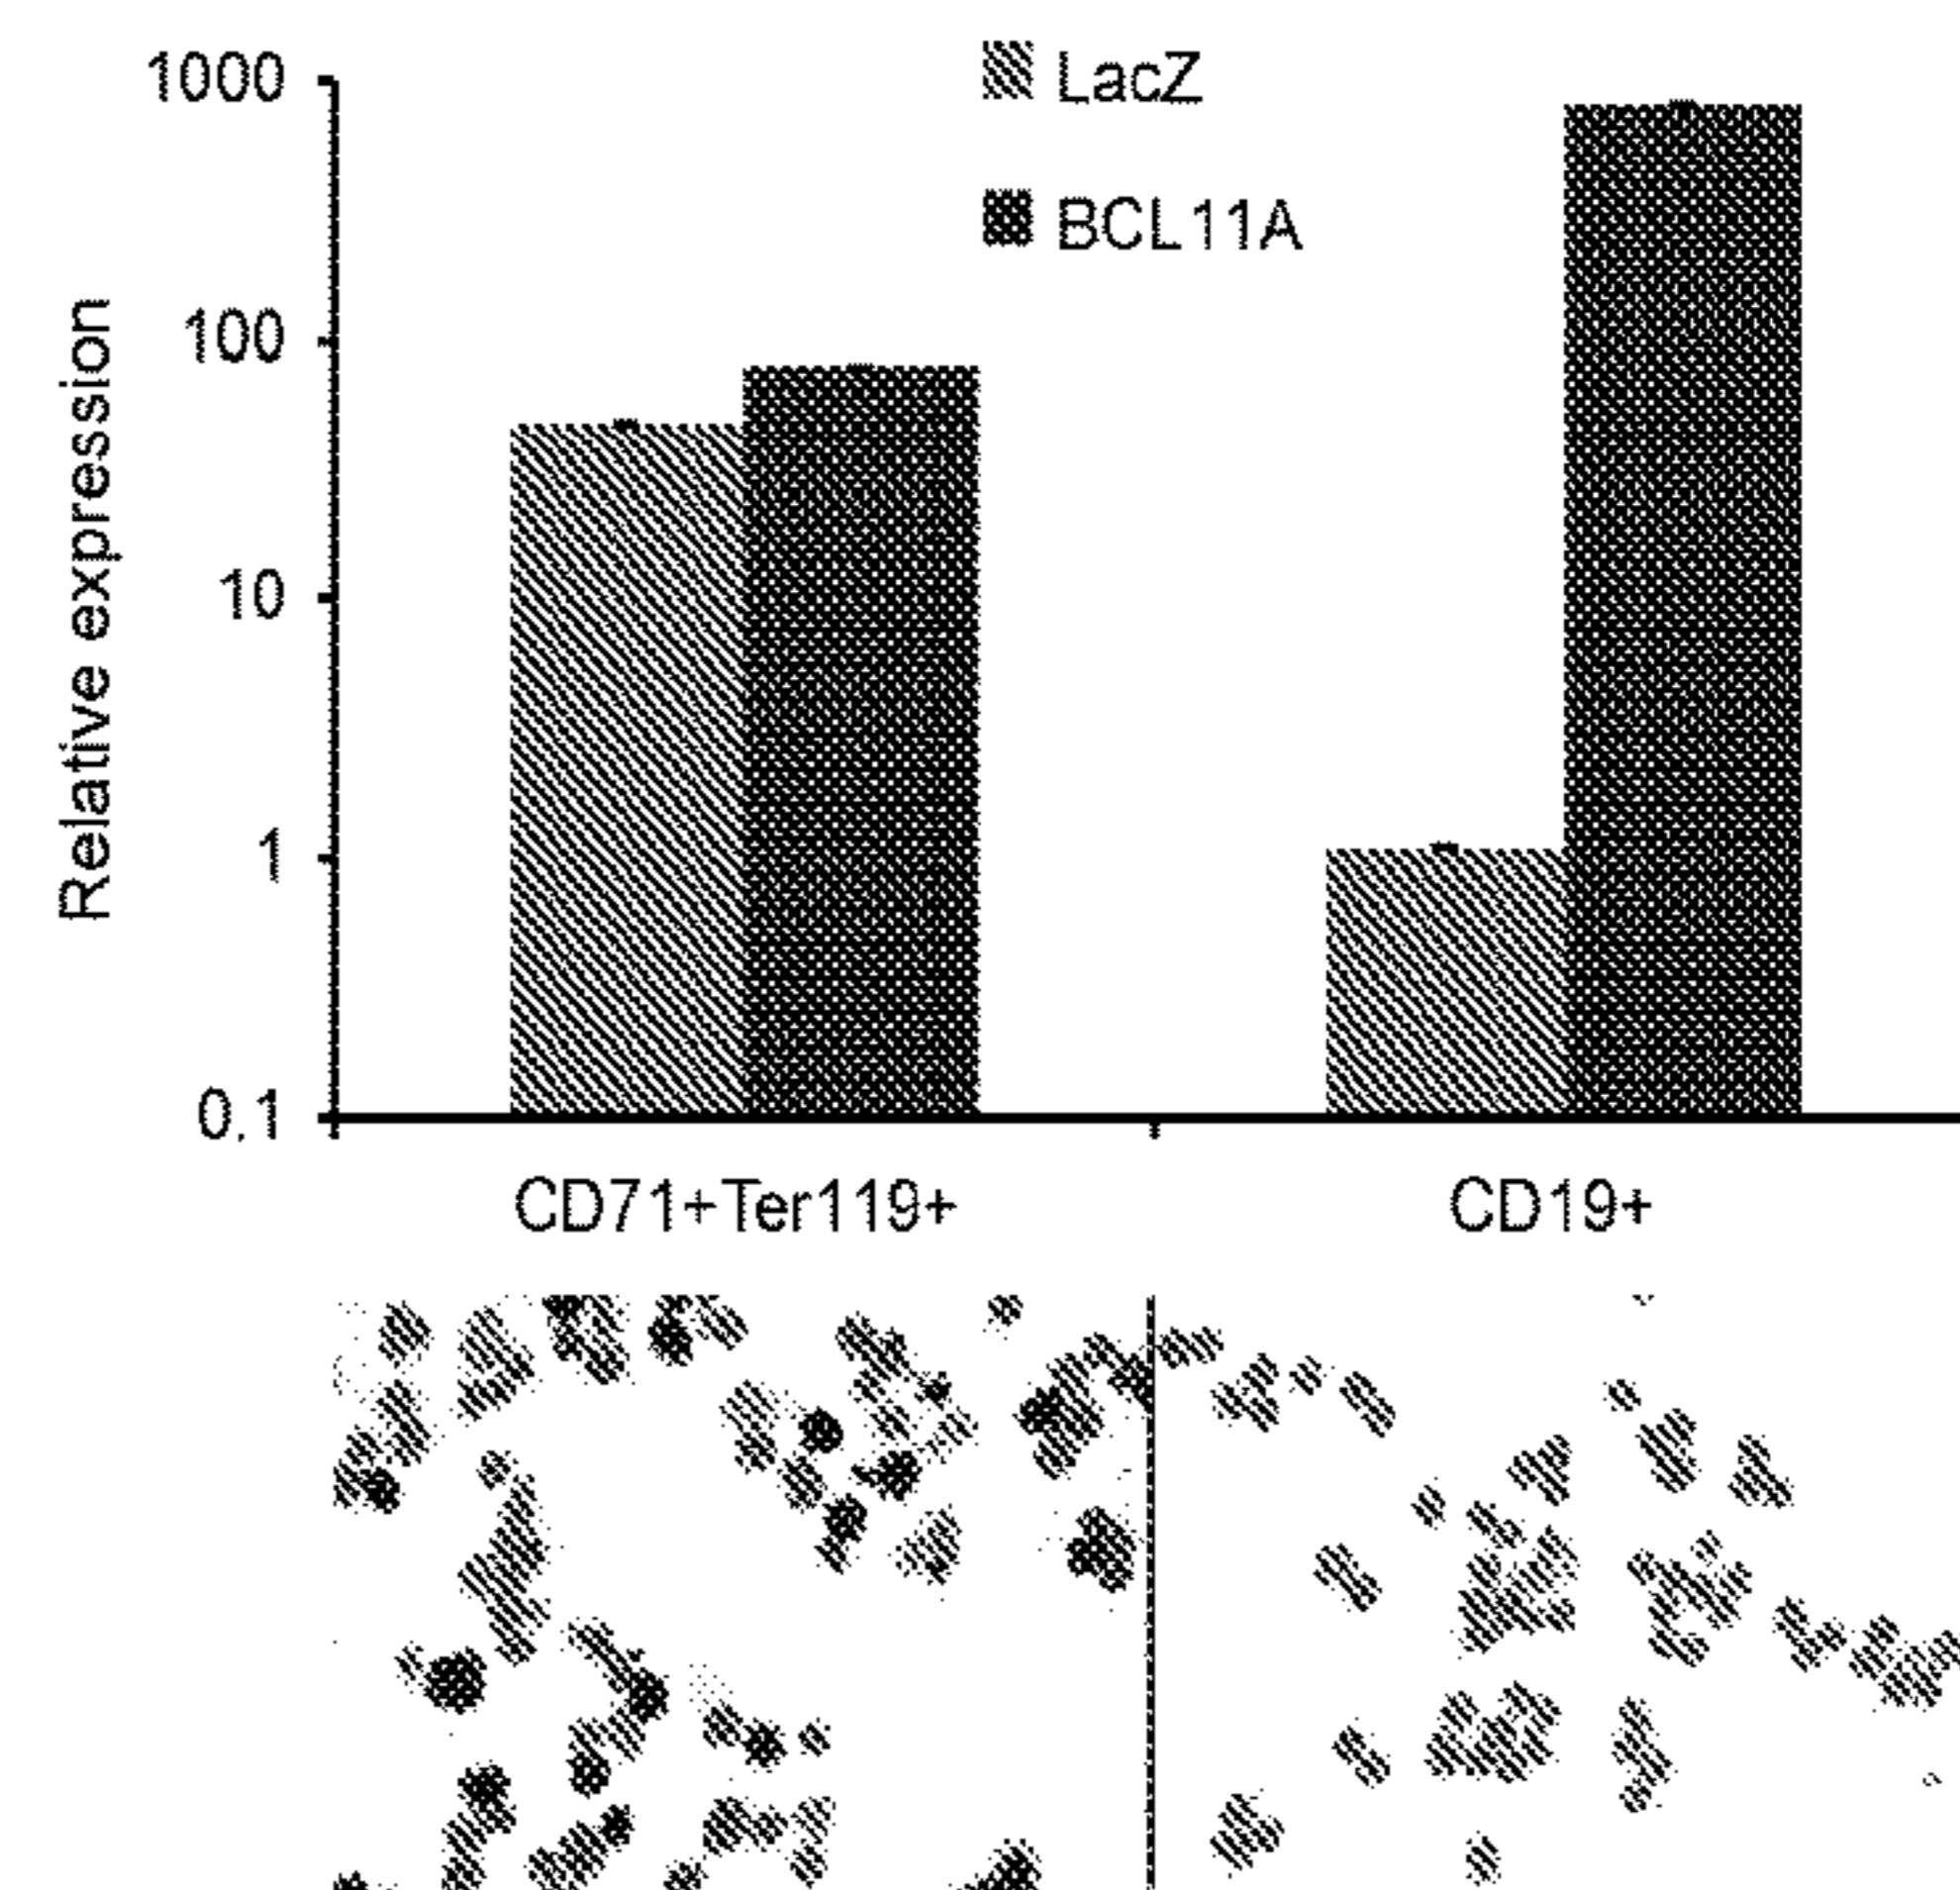 1000
100
10
1
0.1
Relative expression
LacZ
BCL11A
CD71+Ter119+
CD19+